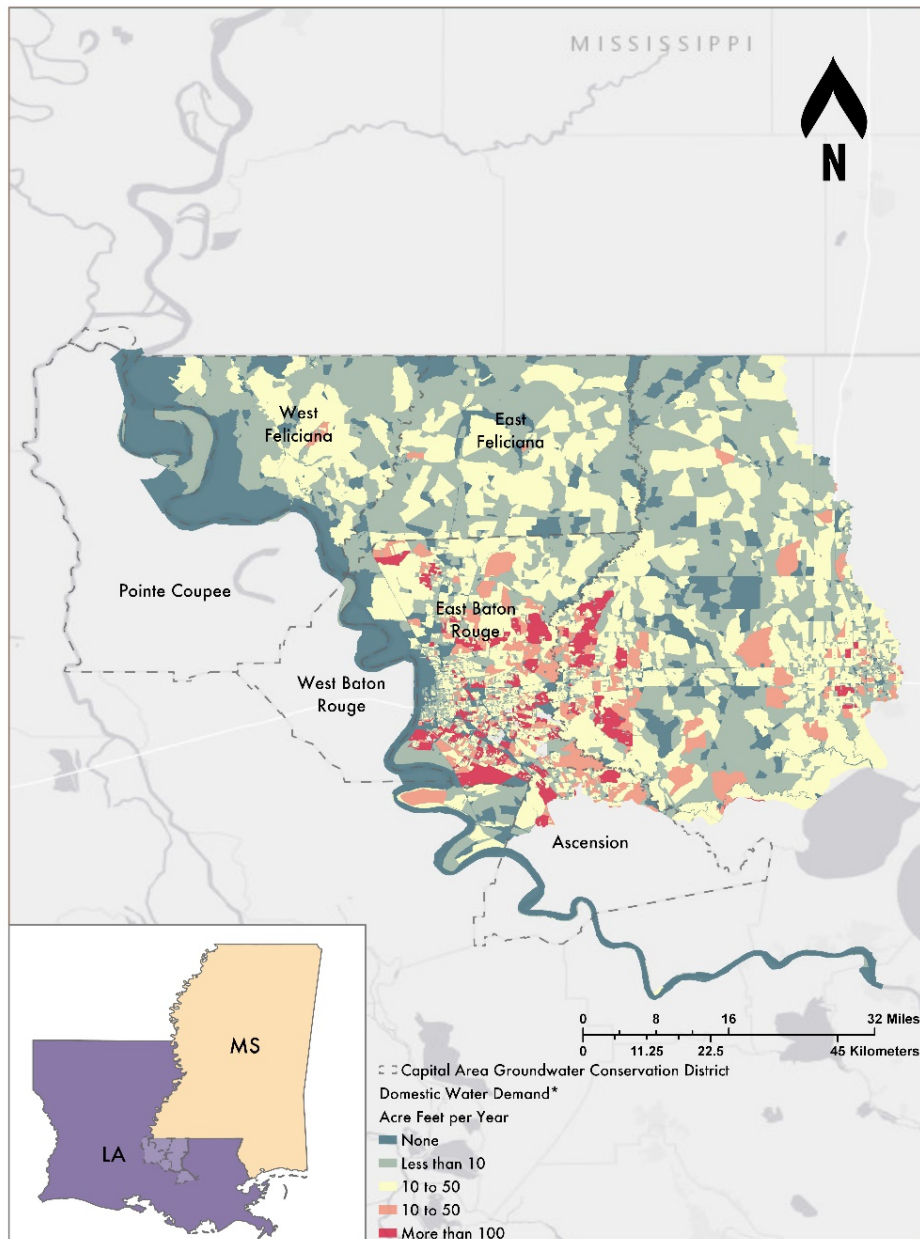 MISSISSIPPI
N
West
Feliciana
East
Feliciana
Pointe Coupee
East Baton
Rouge
West Baton
Rouge
Ascension
0 8 16 32 Miles
0 11.25 22.5 45 Kilometers
Capital Area Groundwater Conservation District
Domestic Water Demand*
Acre Feet per Year
None
Less than 10
10 to 50
10 to 50
More than 100
MS
LA